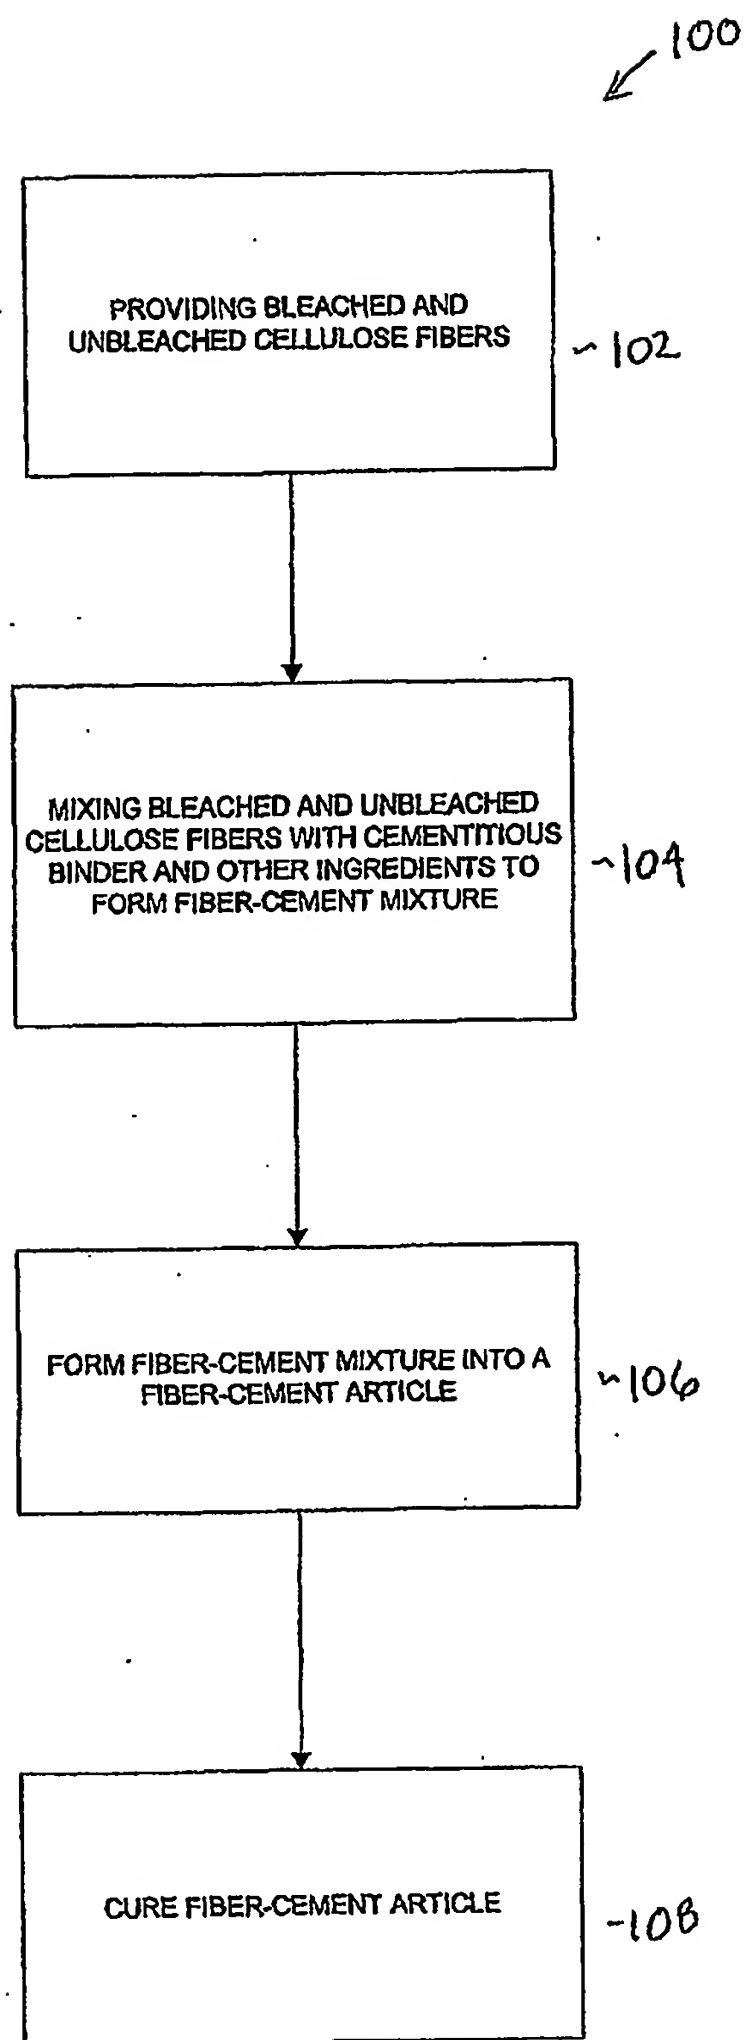 100
PROVIDING BLEACHED AND
UNBLEACHED CELLULOSE FIBERS
~102
MIXING BLEACHED AND UNBLEACHED
CELLULOSE FIBERS WITH CEMENTITIOUS
BINDER AND OTHER INGREDIENTS TO
FORM FIBER-CEMENT MIXTURE
~104
FORM FIBER-CEMENT MIXTURE INTO A
FIBER-CEMENT ARTICLE
~106
CURE FIBER-CEMENT ARTICLE
~108